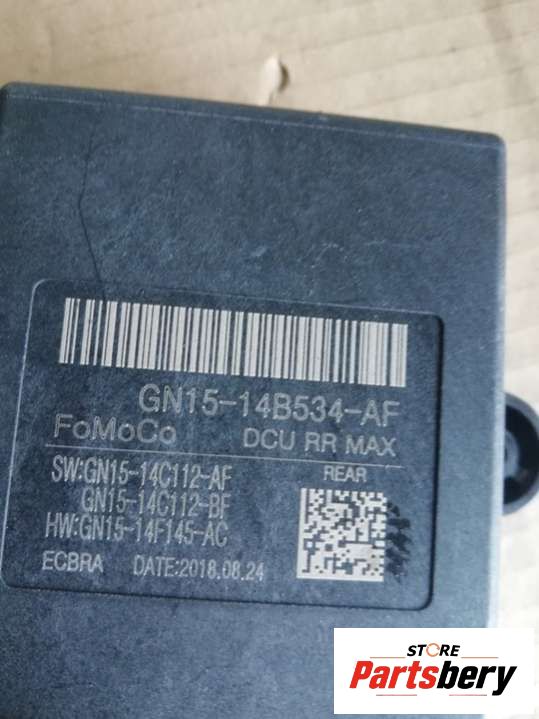 GN15-14B534-AF
FoMoCo DCU RR MAX
SW:GN15-14C112-AF REAR
GN15-14C112-BF
HW:GN15-14F145-AC
ECBRA DATE:2018.08.24
STORE
Partsbery